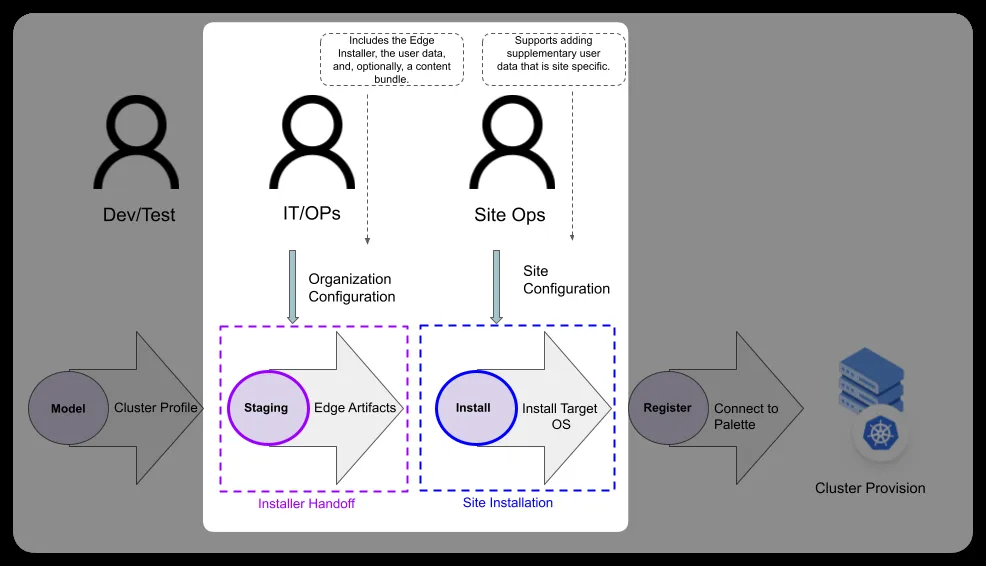 Includes the Edge
Installer, the user data,
and, optionally, a content
bundle.
Supports adding
supplementary user
data that is site specific.
Dev/Test
IT/OPs
Site Ops
Organization
Configuration
Site
Configuration
Model
Cluster Profile
Staging
Edge Artifacts
Install
Install Target
OS
Register
Connect to
Palette
Installer Handoff
Site Installation
Cluster Provision